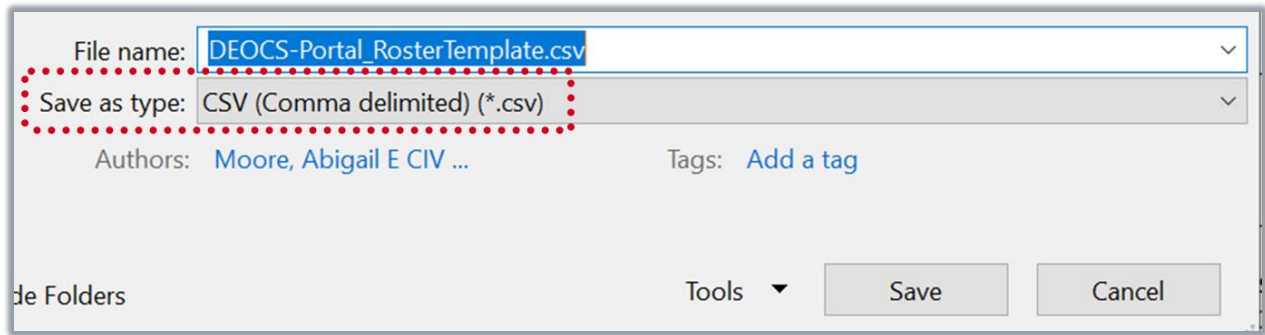 File name: DEOCS-Portal_RosterTemplate.csv
Save as type: CSV (Comma delimited) (*.csv)
Authors: Moore, Abigail E CIV ... Tags: Add a tag
de Folders Tools Save Cancel